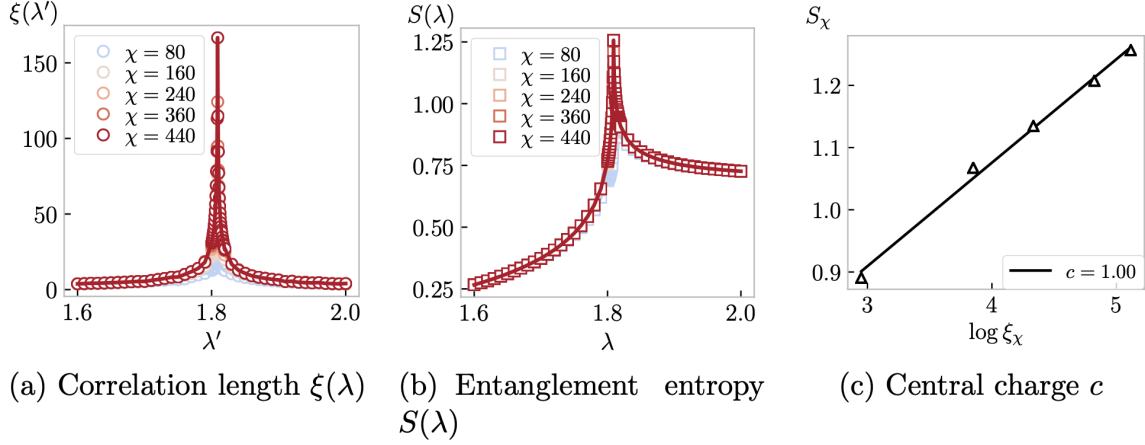 ξ(λ′)
150
100
50
0
1.6
1.8
2.0
λ′
χ = 80
χ = 160
χ = 240
χ = 360
χ = 440
(a) Correlation length ξ(λ)
S(λ)
1.25
1.00
0.75
0.50
0.25
1.6
1.8
2.0
λ
χ = 80
χ = 160
χ = 240
χ = 360
χ = 440
(b) Entanglement entropy
S(λ)
S_χ
1.2
1.1
1.0
0.9
3
4
5
log ξ_χ
c = 1.00
(c) Central charge c